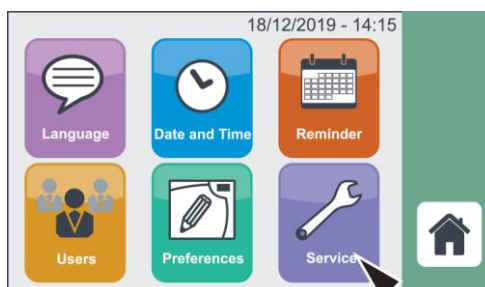 18/12/2019 - 14:15
Language
Date and Time
Reminder
Users
Preferences
Service